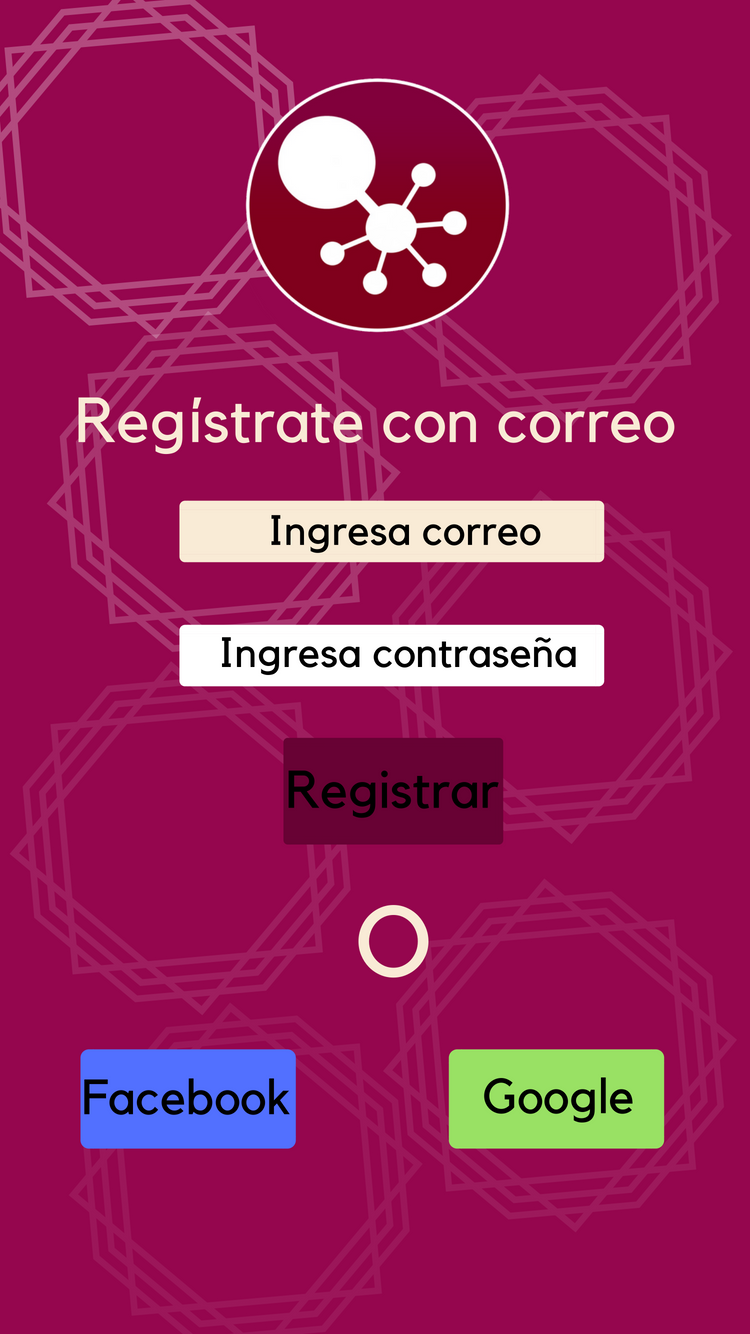 Regístrate con correo
Ingresa correo
Ingresa contraseña
Registrar
O
Facebook
Google